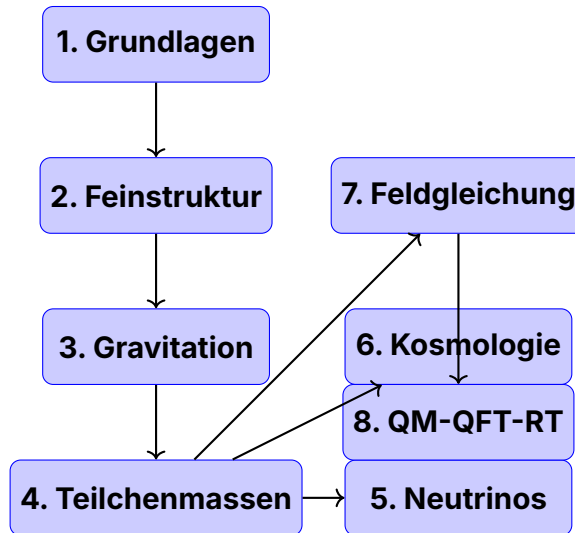 1. Grundlagen
2. Feinstruktur
7. Feldgleichung
3. Gravitation
6. Kosmologie
8. QM-QFT-RT
4. Teilchenmassen
5. Neutrinos